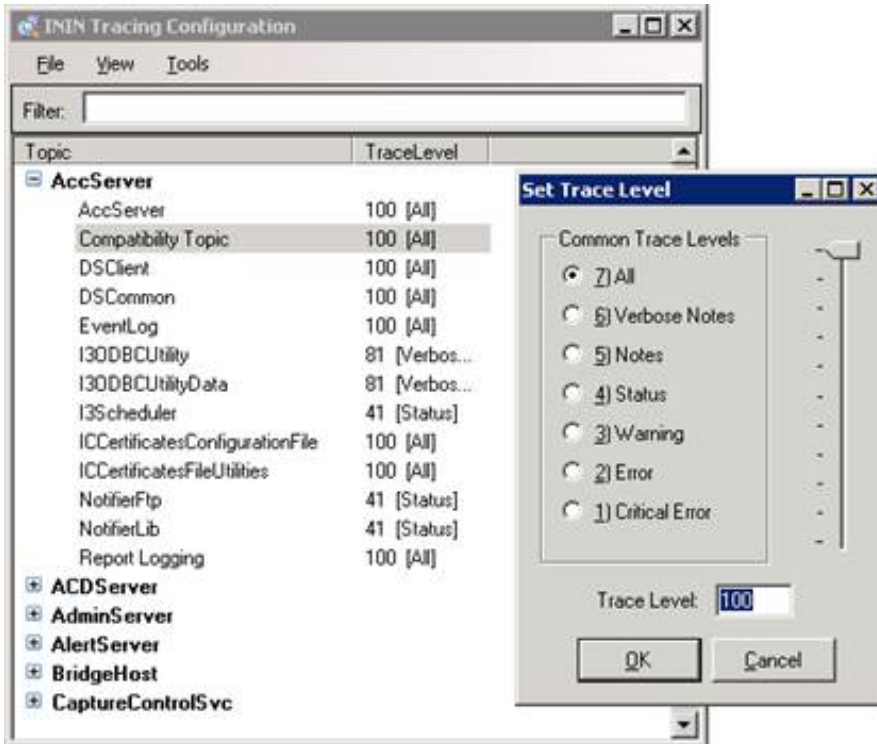 ININ Tracing Configuration
File View Tools
Filter:
Topic TraceLevel
AccServer
AccServer 100 [All]
Compatibility Topic 100 [All]
DSClient 100 [All]
DSCommon 100 [All]
EventLog 100 [All]
I3ODBCUtility 81 [Verbos...
I3ODBCUtilityData 81 [Verbos...
I3Scheduler 41 [Status]
ICCertificatesConfigurationFile 100 [All]
ICCertificatesFileUtilities 100 [All]
NotifierFtp 41 [Status]
NotifierLib 41 [Status]
Report Logging 100 [All]
ACDServer
AdminServer
AlertServer
BridgeHost
CaptureControlSvc
Set Trace Level
Common Trace Levels
7) All
6) Verbose Notes
5) Notes
4) Status
3) Warning
2) Error
1) Critical Error
Trace Level: 100
OK Cancel